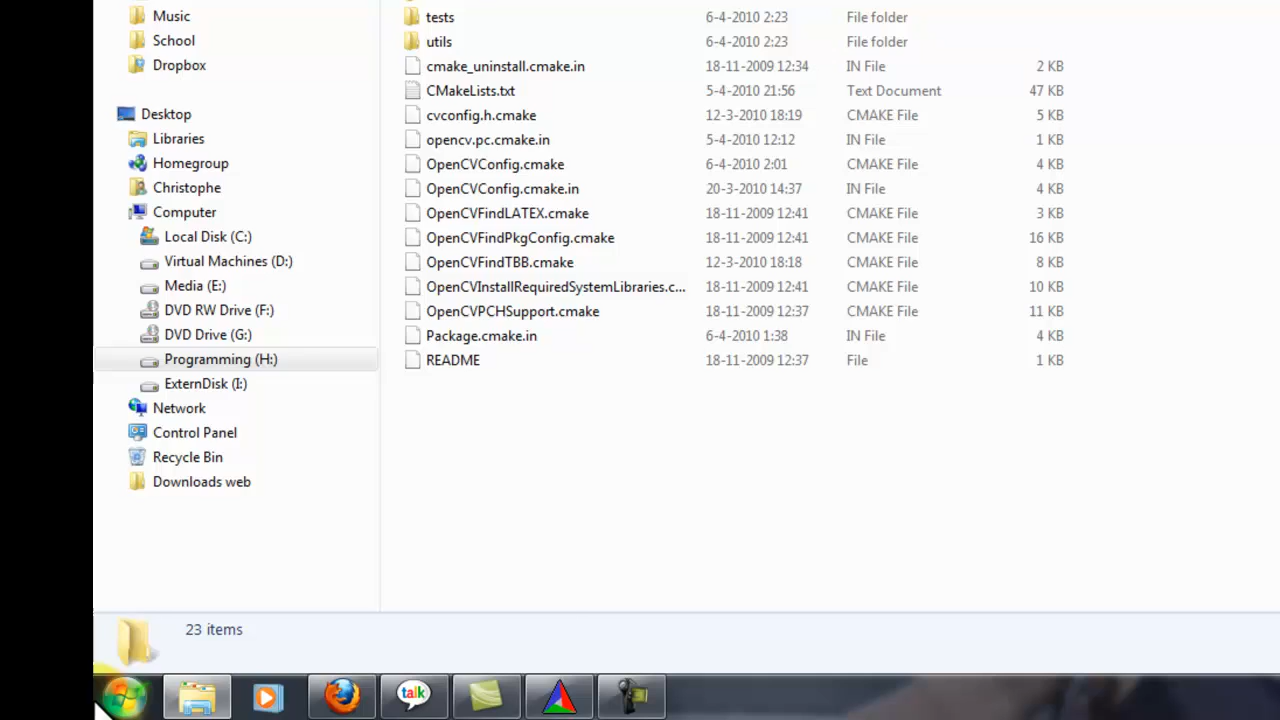 Music
School
Dropbox
Desktop
Libraries
Homegroup
Christophe
Computer
Local Disk (C:)
Virtual Machines (D:)
Media (E:)
DVD RW Drive (F:)
DVD Drive (G:)
Programming (H:)
ExternDisk (I:)
Network
Control Panel
Recycle Bin
Downloads web
tests 6-4-2010 2:23 File folder
utils 6-4-2010 2:23 File folder
cmake_uninstall.cmake.in 18-11-2009 12:34 IN File 2 KB
CMakeLists.txt 5-4-2010 21:56 Text Document 47 KB
cvconfig.h.cmake 12-3-2010 18:19 CMAKE File 5 KB
opencv.pc.cmake.in 5-4-2010 12:12 IN File 1 KB
OpenCVConfig.cmake 6-4-2010 2:01 CMAKE File 4 KB
OpenCVConfig.cmake.in 20-3-2010 14:37 IN File 4 KB
OpenCVFindLATEX.cmake 18-11-2009 12:41 CMAKE File 3 KB
OpenCVFindPkgConfig.cmake 18-11-2009 12:41 CMAKE File 16 KB
OpenCVFindTBB.cmake 12-3-2010 18:18 CMAKE File 8 KB
OpenCVInstallRequiredSystemLibraries.c... 18-11-2009 12:41 CMAKE File 10 KB
OpenCVPCHSupport.cmake 18-11-2009 12:37 CMAKE File 11 KB
Package.cmake.in 6-4-2010 1:38 IN File 4 KB
README 18-11-2009 12:37 File 1 KB
23 items
talk